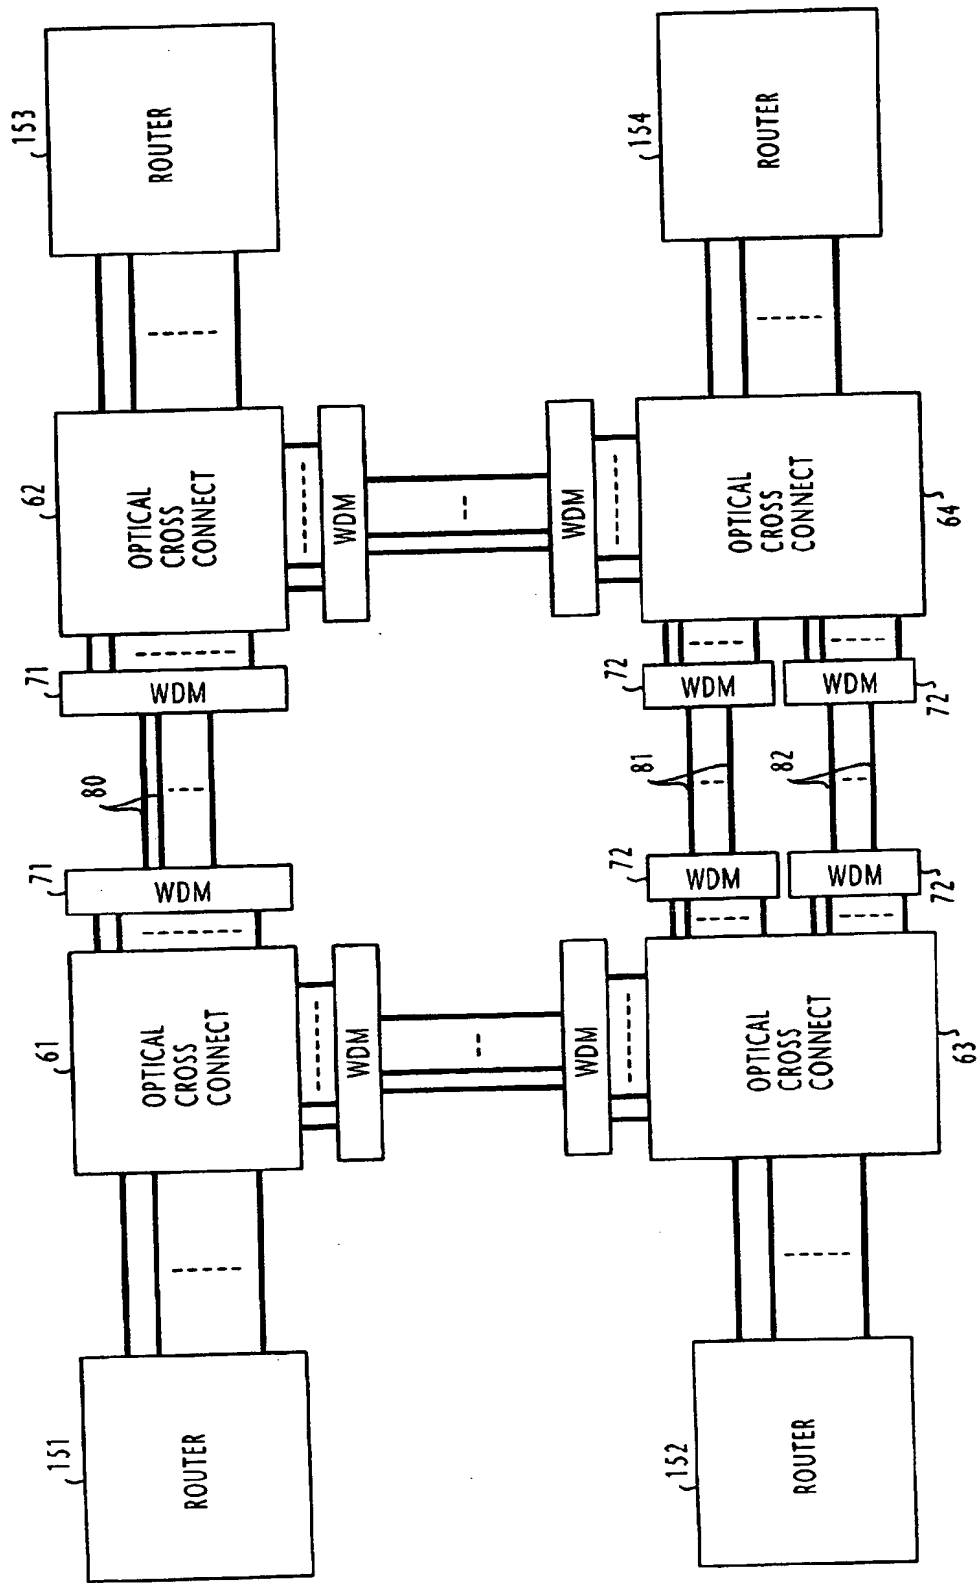 151
61
71
80
71
62
153
ROUTER
OPTICAL
CROSS
CONNECT
WDM
WDM
OPTICAL
CROSS
CONNECT
ROUTER
WDM
WDM
WDM
WDM
152
72
81
72
154
ROUTER
OPTICAL
CROSS
CONNECT
WDM
WDM
OPTICAL
CROSS
CONNECT
ROUTER
82
WDM
WDM
63
72
72
64